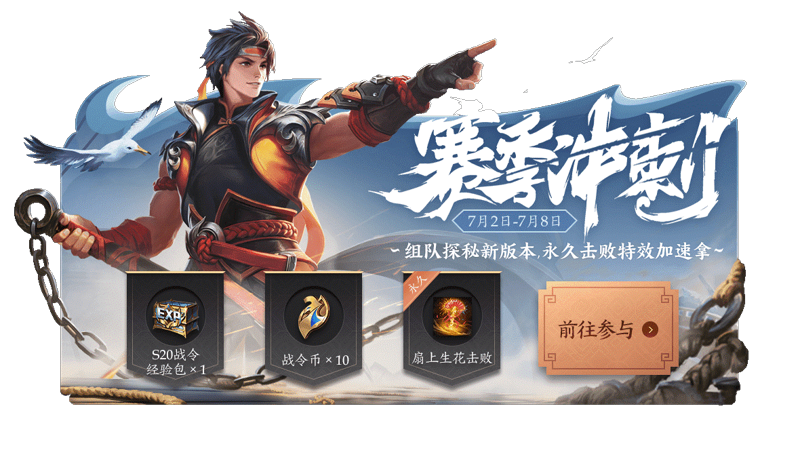 赛季冲刺
7月2日-7月8日
~组队探秘新版本,永久击败特效加速拿~
EXP
S20战令
经验包×1
战令币×10
永久
扇上生花击败
前往参与